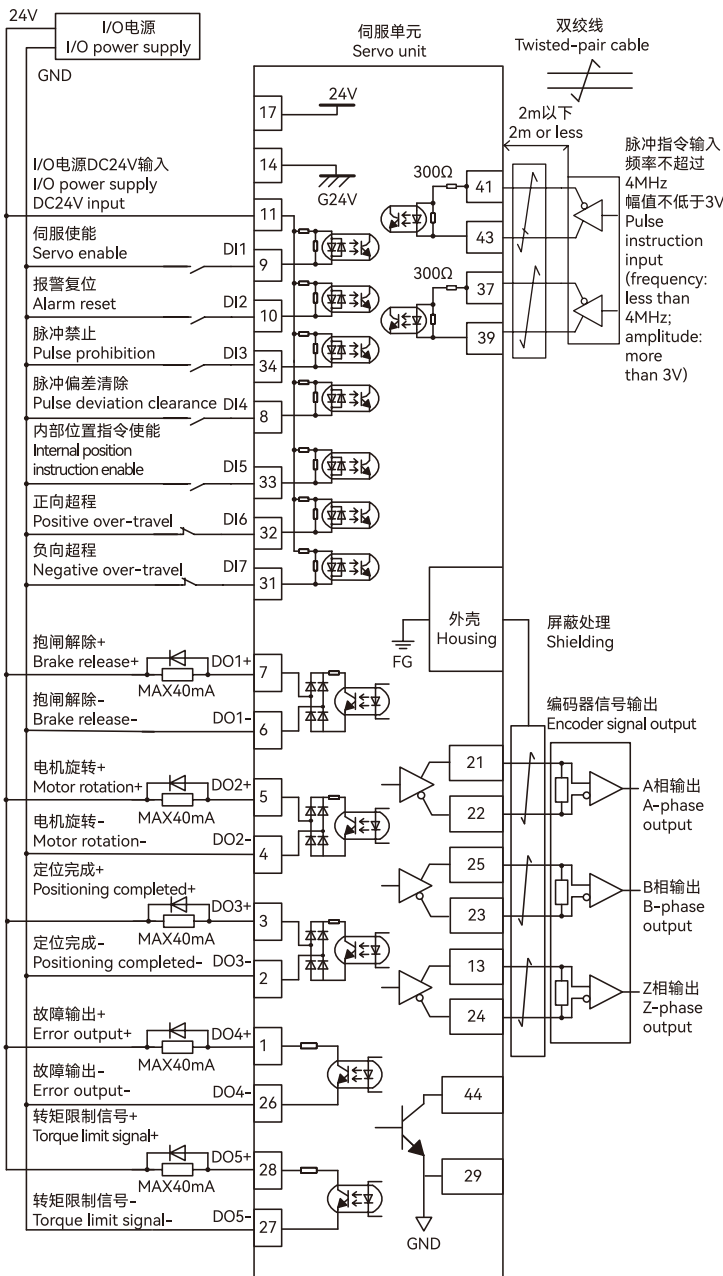 24V
I/O电源
I/O power supply
GND
伺服单元
Servo unit
双绞线
Twisted-pair cable
17
24V
14
G24V
2m以下
2m or less
脉冲指令输入
频率不超过
4MHz
幅值不低于3V
Pulse
instruction
input
(frequency:
less than
4MHz;
amplitude:
more
than 3V)
I/O电源DC24V输入
I/O power supply
DC24V input
11
伺服使能
Servo enable
DI1
9
报警复位
Alarm reset
DI2
10
脉冲禁止
Pulse prohibition
DI3
34
脉冲偏差清除
Pulse deviation clearance
DI4
8
内部位置指令使能
Internal position
instruction enable
DI5
33
正向超程
Positive over-travel
DI6
32
负向超程
Negative over-travel
DI7
31
300Ω
41
43
300Ω
37
39
外壳
Housing
FG
屏蔽处理
Shielding
抱闸解除+
Brake release+
DO1+
7
MAX40mA
抱闸解除-
Brake release-
DO1-
6
电机旋转+
Motor rotation+
DO2+
5
MAX40mA
电机旋转-
Motor rotation-
DO2-
4
定位完成+
Positioning completed+
DO3+
3
MAX40mA
定位完成-
Positioning completed-
DO3-
2
故障输出+
Error output+
DO4+
1
MAX40mA
故障输出-
Error output-
DO4-
26
转矩限制信号+
Torque limit signal+
DO5+
28
MAX40mA
转矩限制信号-
Torque limit signal-
DO5-
27
编码器信号输出
Encoder signal output
21
22
A相输出
A-phase
output
25
23
B相输出
B-phase
output
13
24
Z相输出
Z-phase
output
44
29
GND